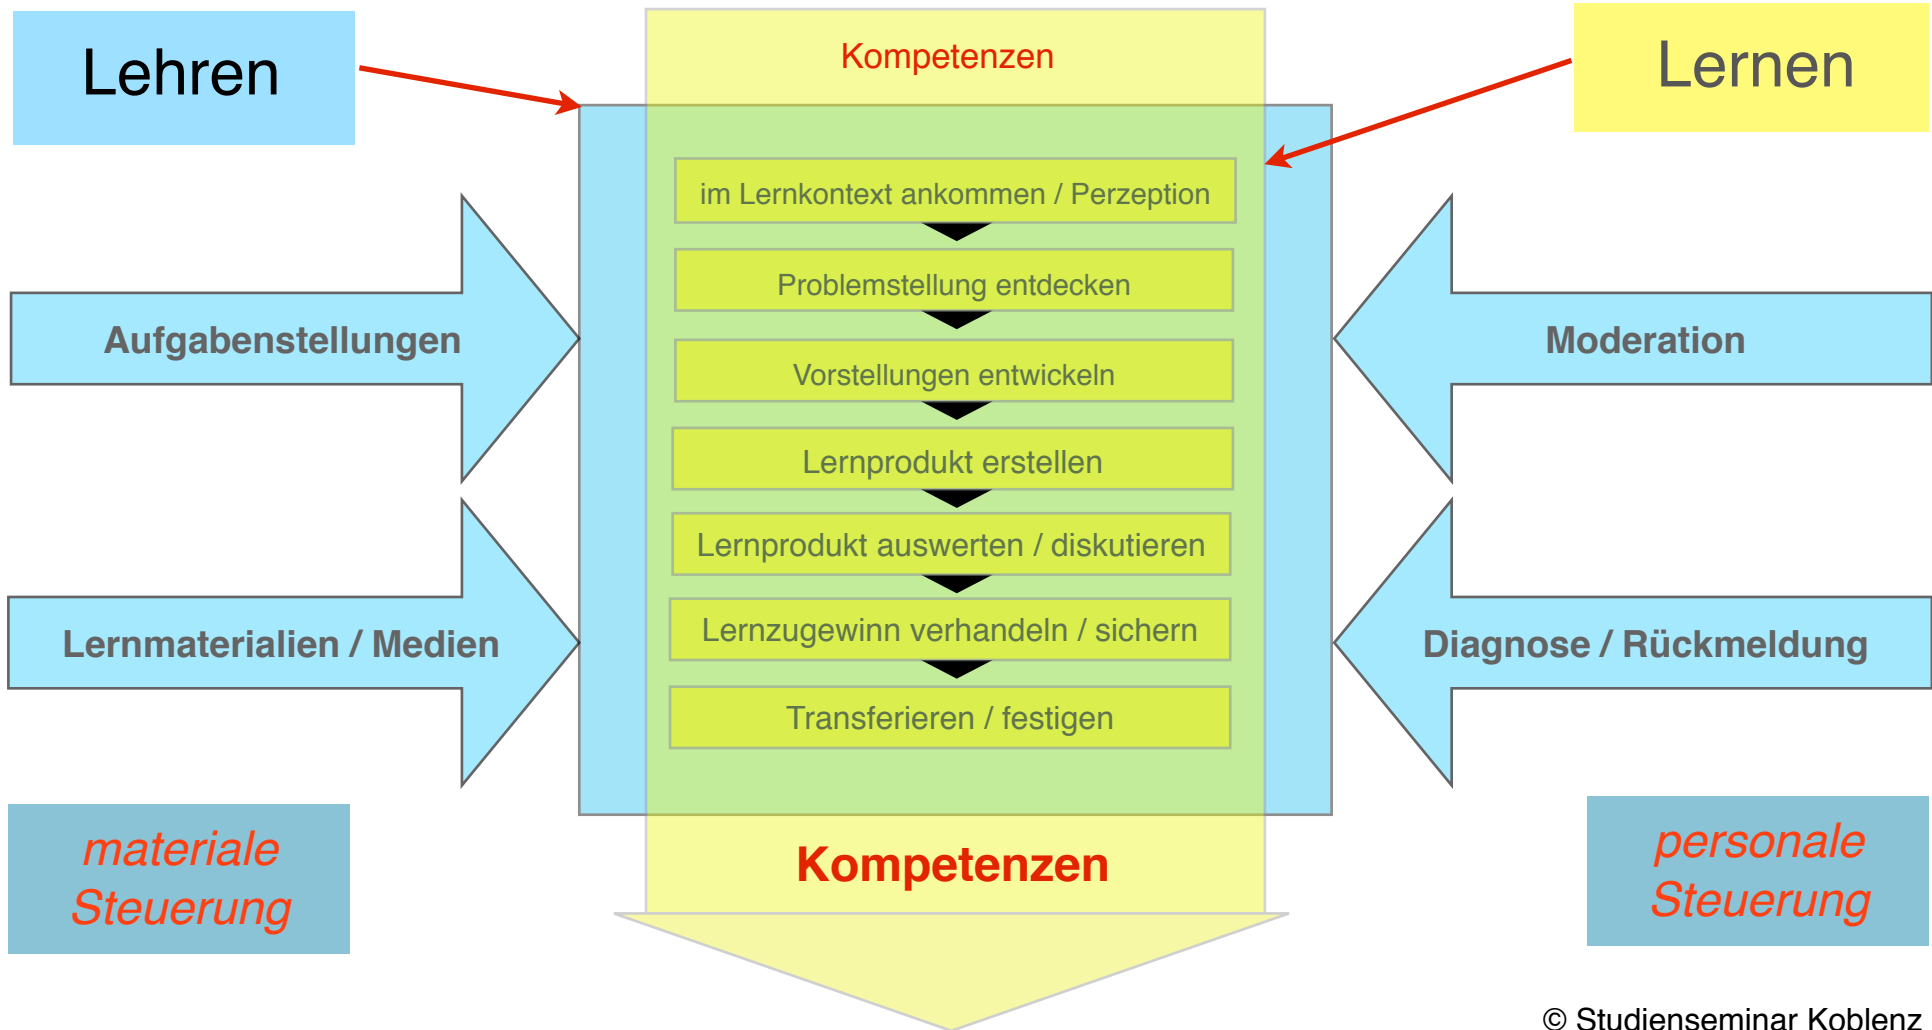 Lehren
Kompetenzen
Lernen
im Lernkontext ankommen / Perzeption
Problemstellung entdecken
Aufgabenstellungen
Moderation
Vorstellungen entwickeln
Lernprodukt erstellen
Lernprodukt auswerten / diskutieren
Lernmaterialien / Medien
Lernzugewinn verhandeln / sichern
Diagnose / Rückmeldung
Transferieren / festigen
materiale
Steuerung
Kompetenzen
personale
Steuerung
© Studienseminar Koblenz